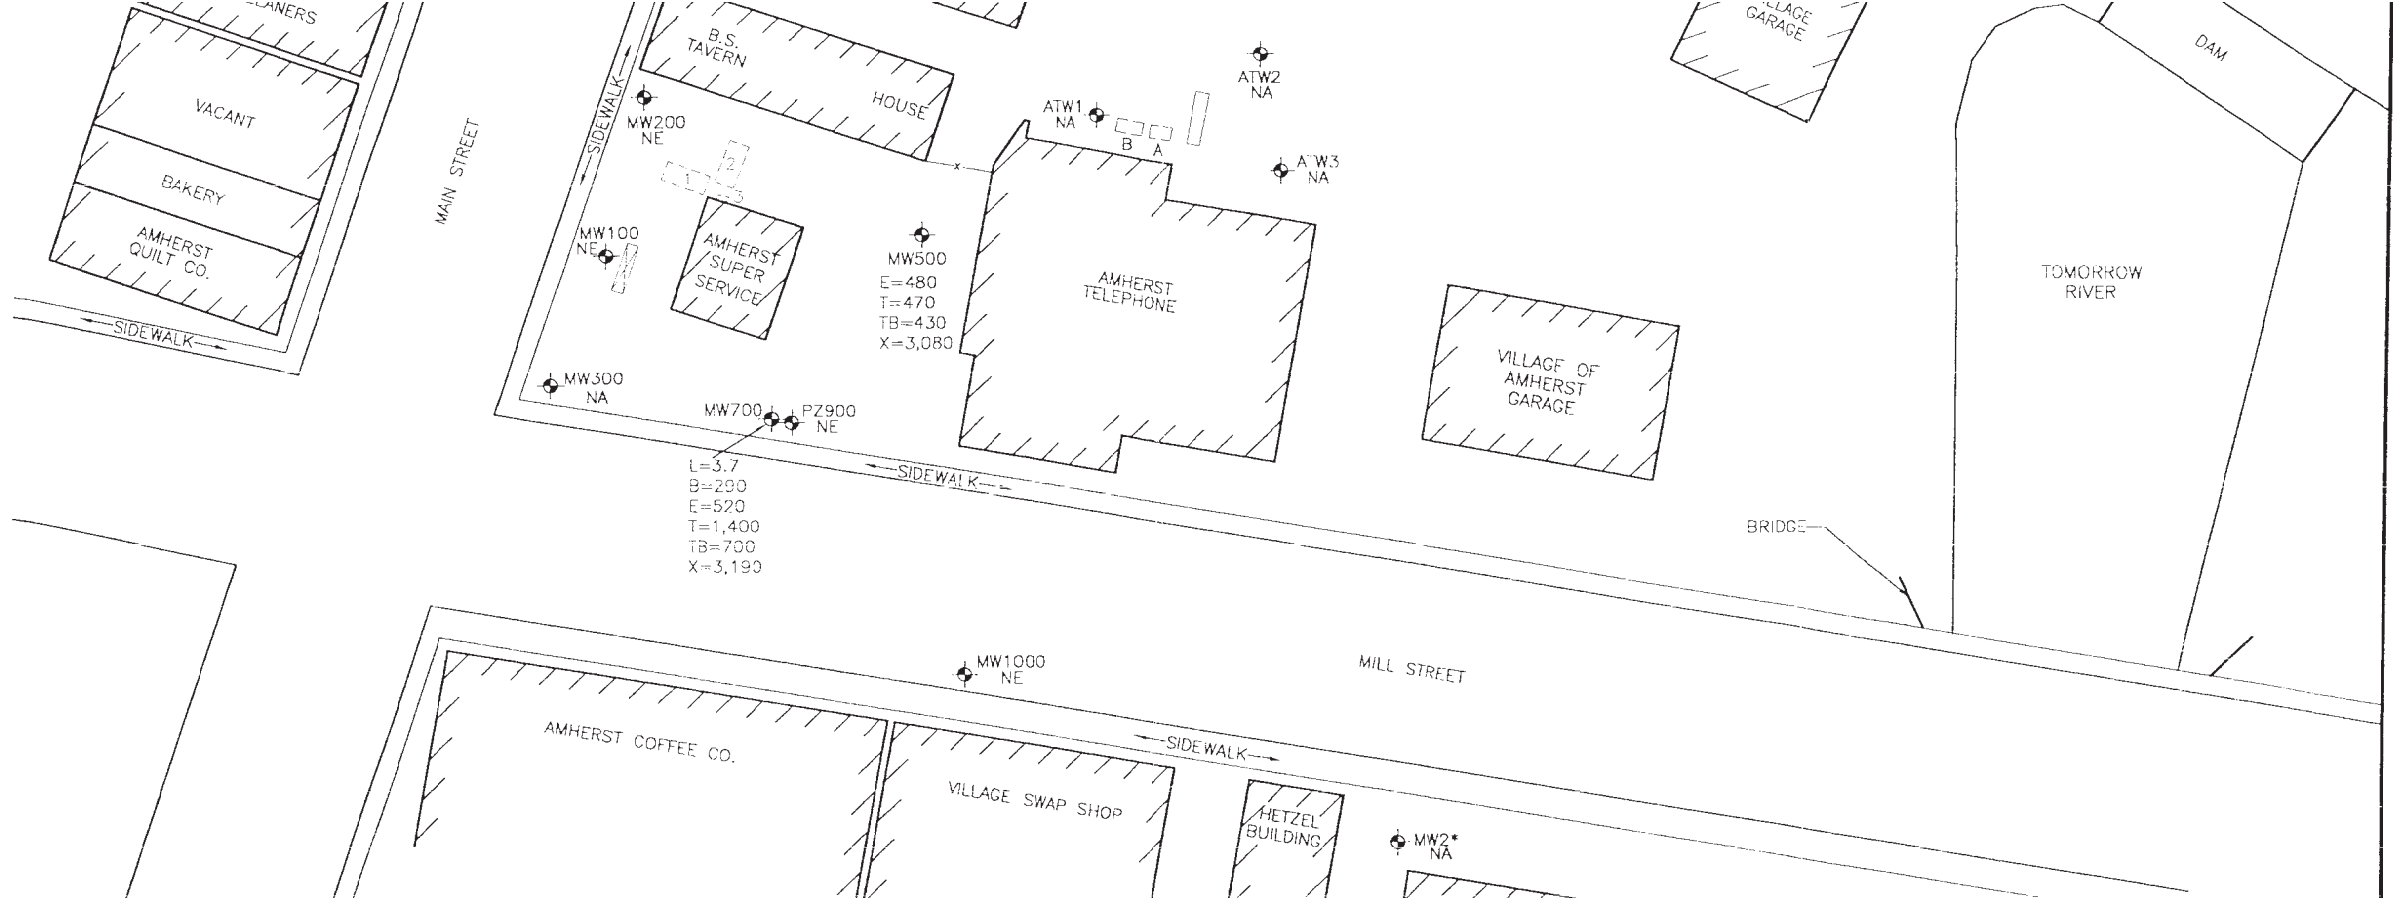 B.S.
TAVERN
HOUSE
GARAGE
DAM
ATW2
NA
ATW1
NA
B
A
ATW3
NA
VACANT
BAKERY
AMHERST
QUILT CO.
SIDEWALK
MAIN STREET
SIDEWALK
MW200
NE
1
2
3
MW100
NE
AMHERST
SUPER
SERVICE
MW500
E=480
T=470
TB=430
X=3,080
AMHERST
TELEPHONE
VILLAGE OF
AMHERST
GARAGE
TOMORROW
RIVER
MW300
NA
MW700
PZ900
NE
L=3.7
B=290
E=520
T=1,400
TB=700
X=3,190
SIDEWALK
BRIDGE
MW1000
NE
MILL STREET
AMHERST COFFEE CO.
SIDEWALK
VILLAGE SWAP SHOP
HETZEL
BUILDING
MW2*
NA